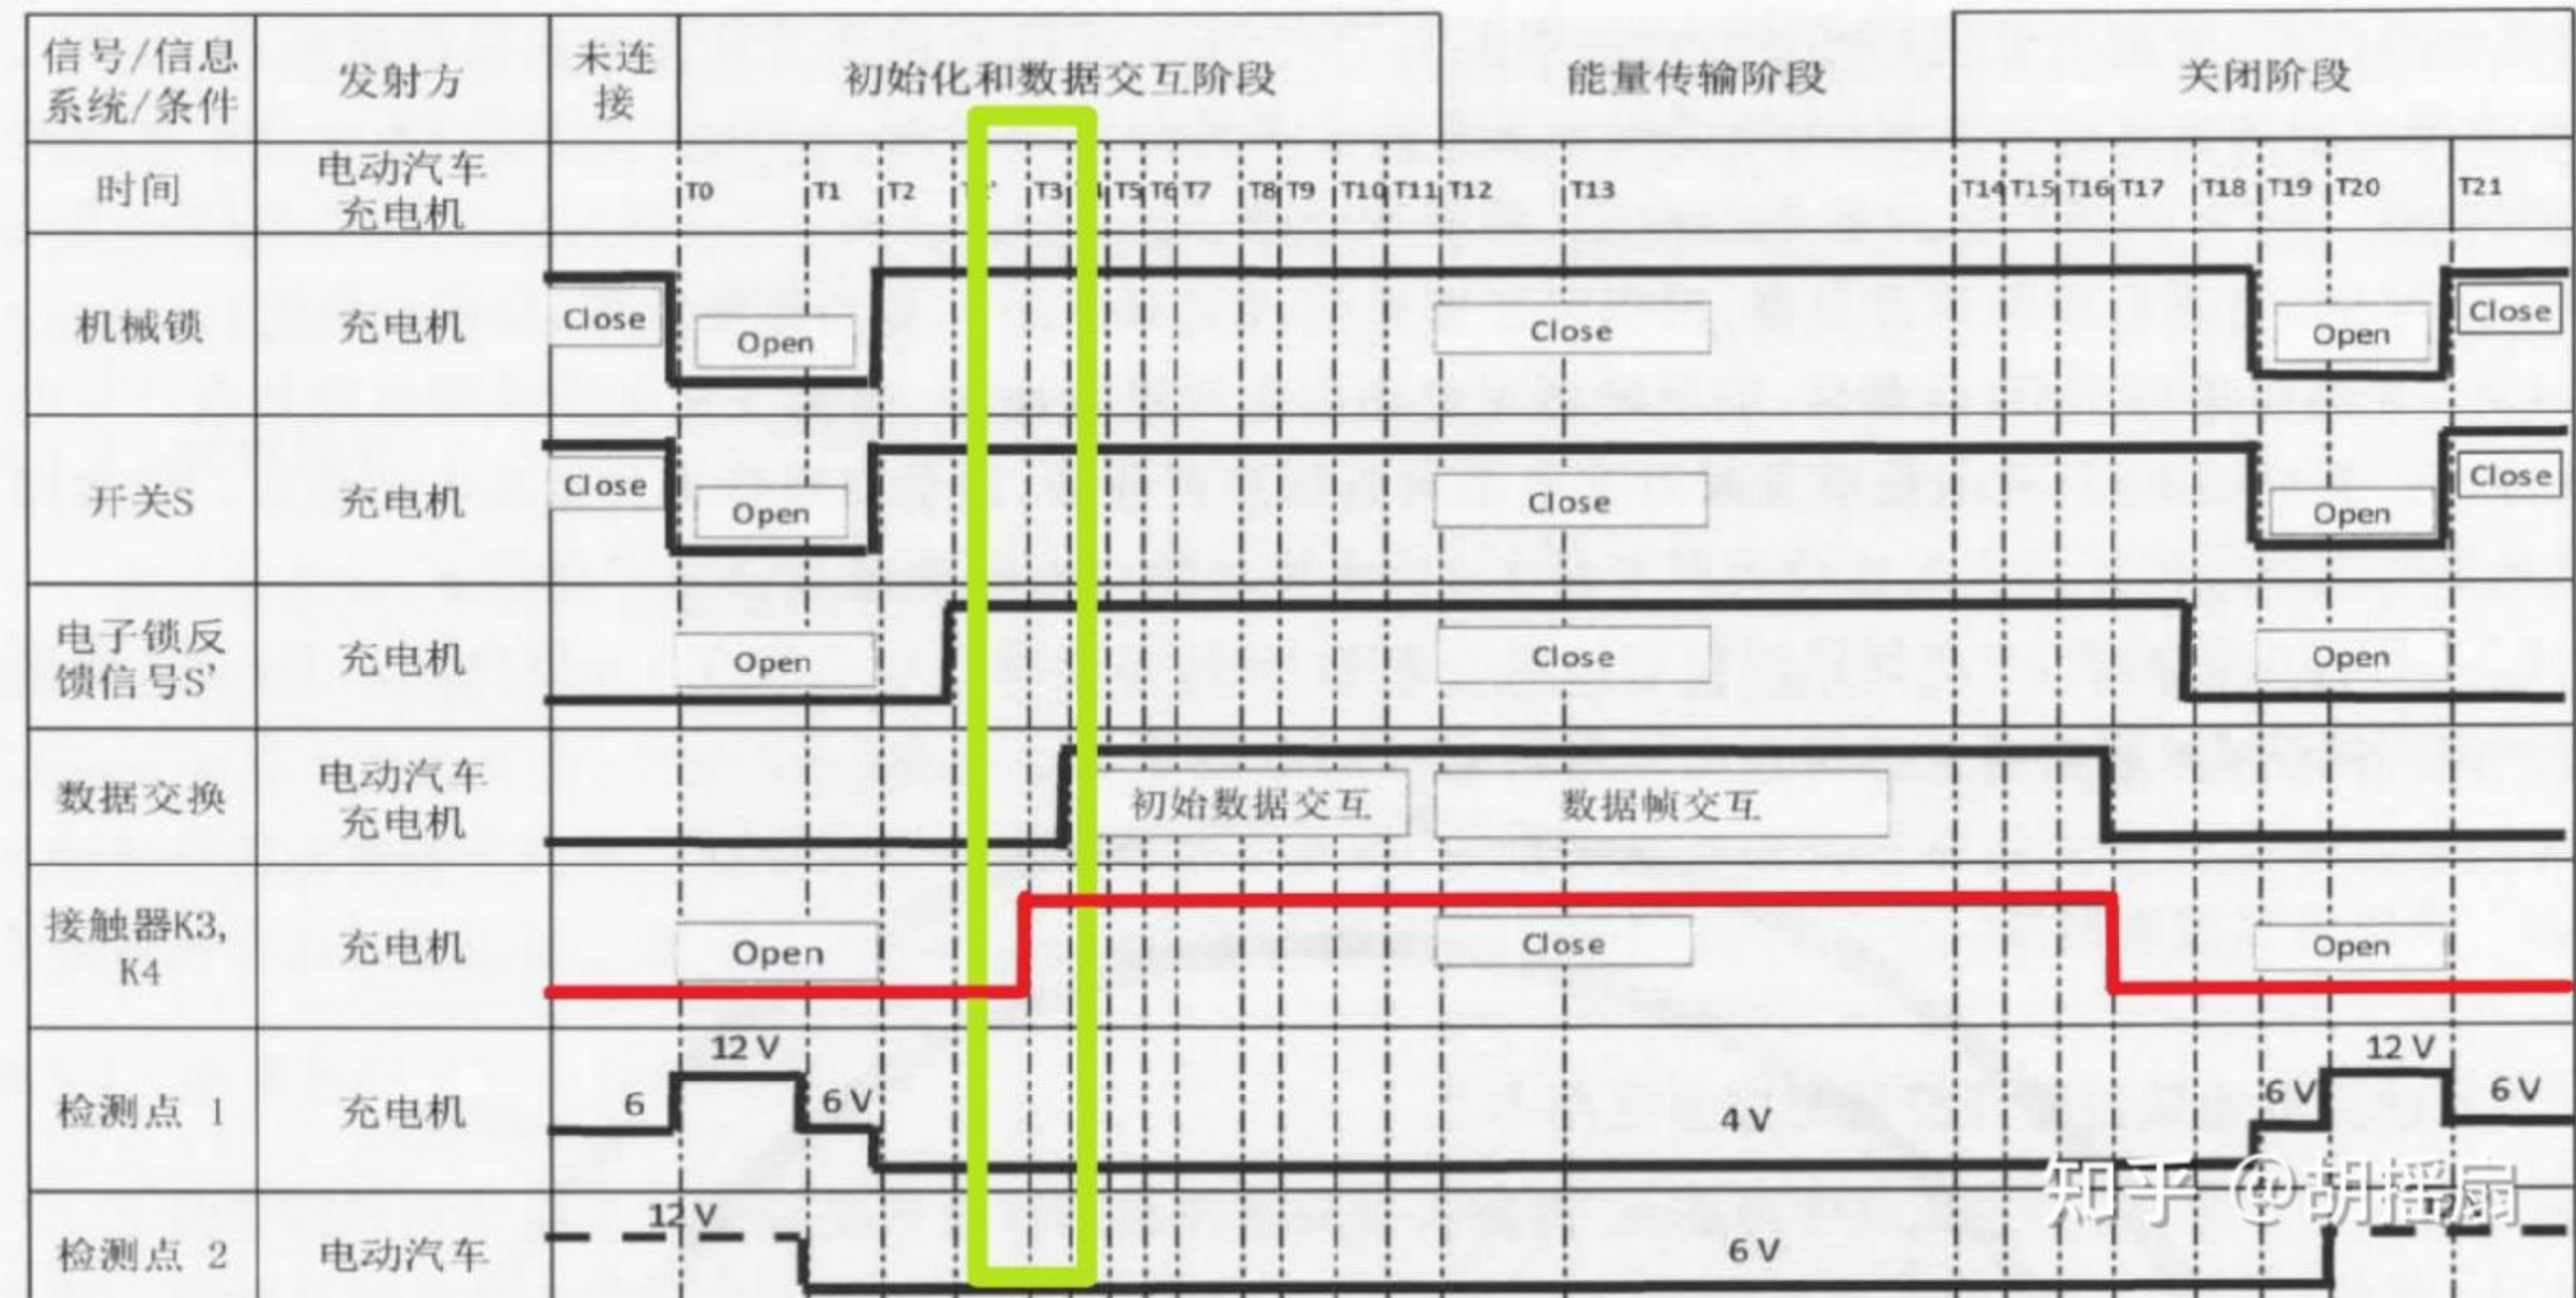 信号/信息
系统/条件
发射方
未连
接
初始化和数据交互阶段
能量传输阶段
关闭阶段
时间
电动汽车
充电机
T0 T1 T2 T3 T5 T6 T7 T8 T9 T10 T11 T12 T13 T14 T15 T16 T17 T18 T19 T20 T21
机械锁
充电机
Close
Open
Close
Open
Close
开关S
充电机
Close
Open
Close
Open
Close
电子锁反
馈信号S'
充电机
Open
Close
Open
数据交换
电动汽车
充电机
初始数据交互
数据帧交互
接触器K3,
K4
充电机
Open
Close
Open
检测点 1
充电机
6
12 V
6 V
4 V
6 V
12 V
6 V
检测点 2
电动汽车
12 V
6 V
知乎 @胡摇扇